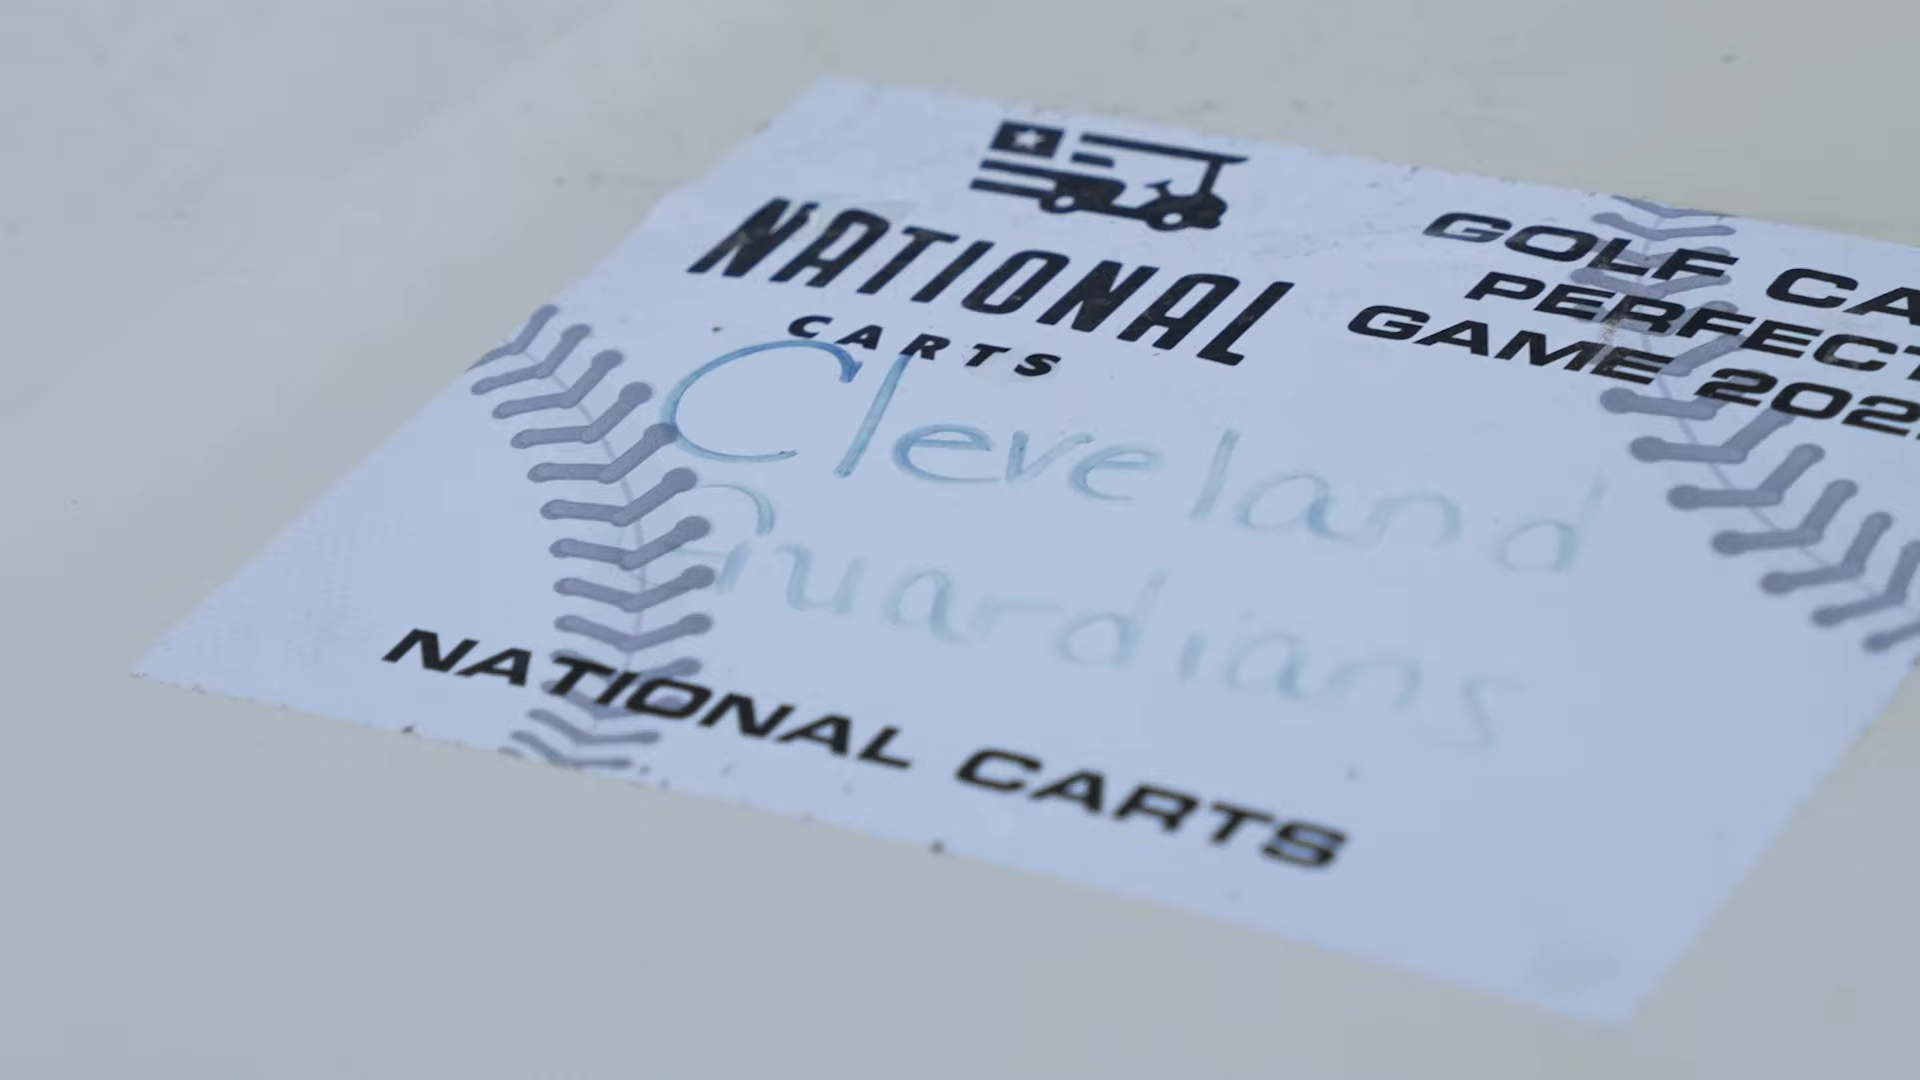 NATIONAL
CARTS
GOLF CA
PERFECT
GAME 202
Cleveland
Guardians
NATIONAL CARTS